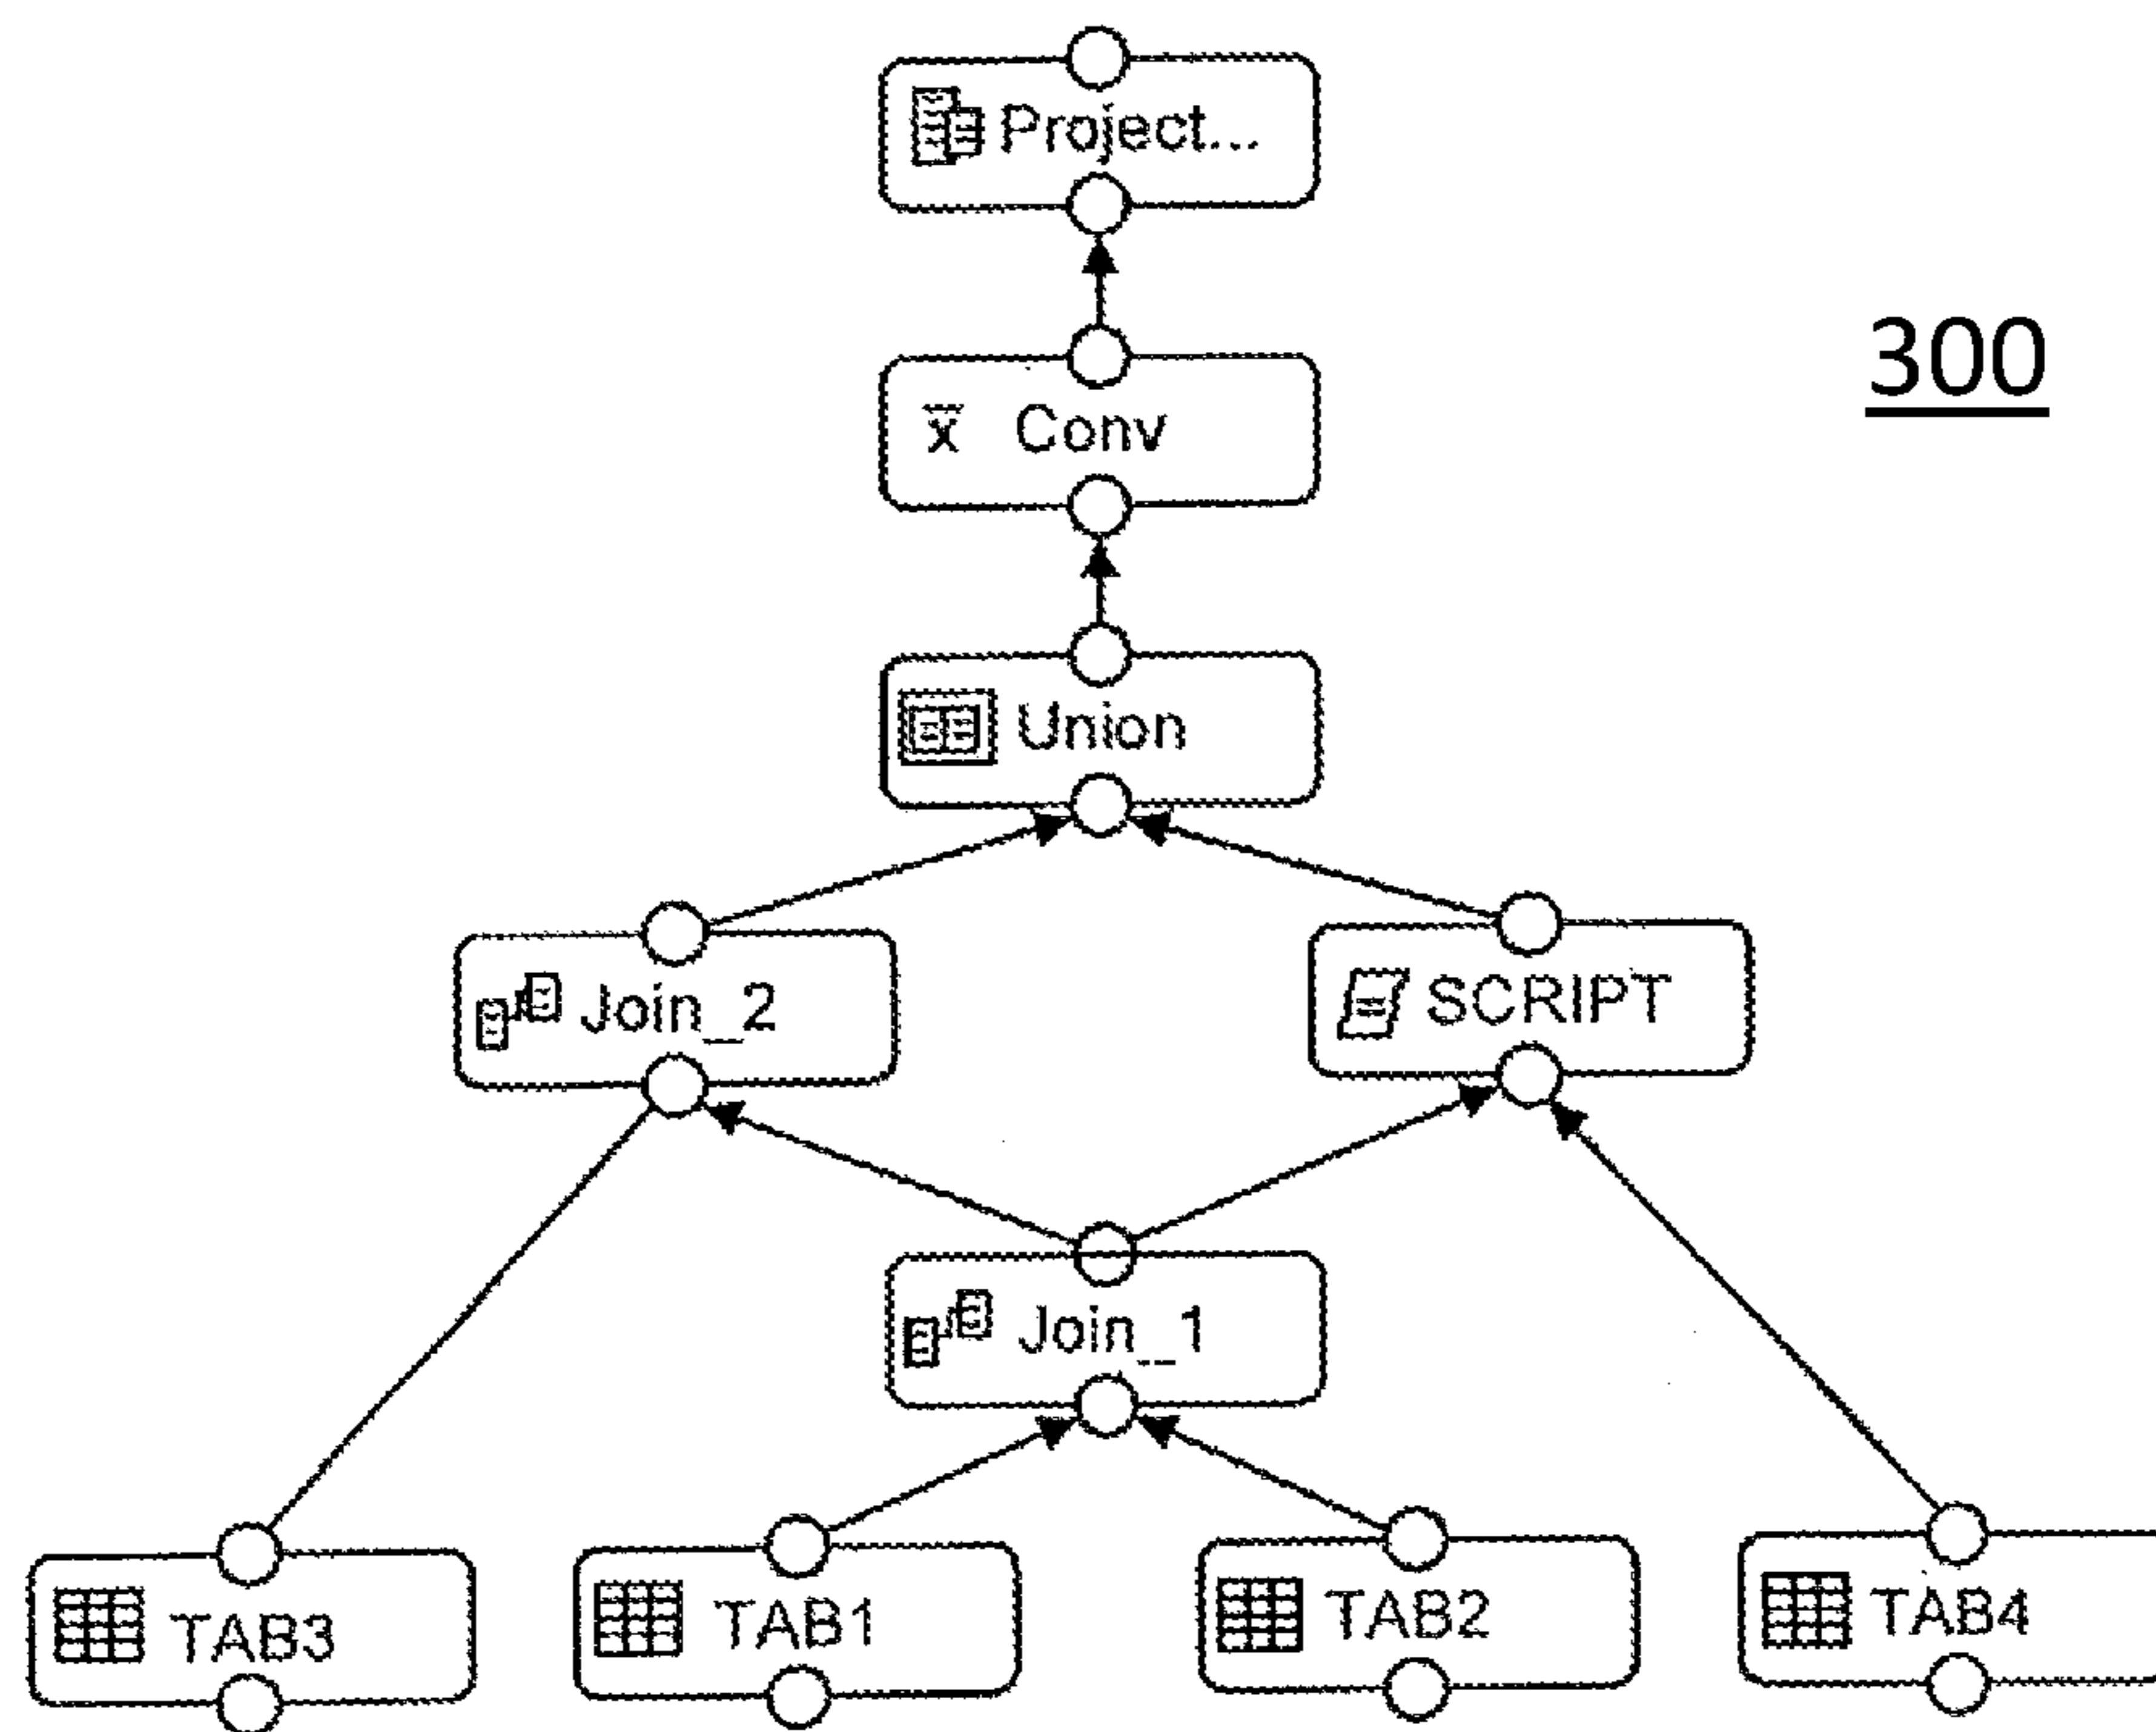 Project...
300
x̅ Conv
Union
Join_2
SCRIPT
Join_1
TAB3
TAB1
TAB2
TAB4